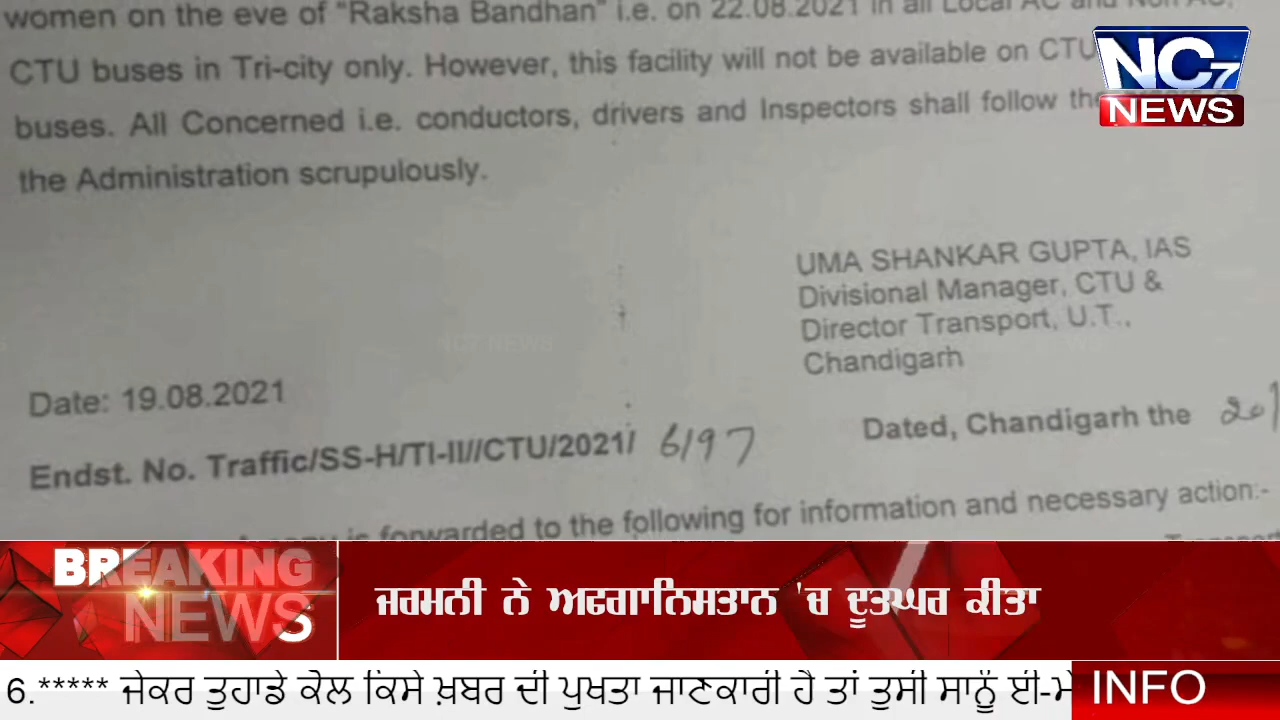 women on the eve of "Raksha Bandhan" i.e. on 22.08.2021 in all Local AC and Non AC,
CTU buses in Tri-city only. However, this facility will not be available on CTU
buses. All Concerned i.e. conductors, drivers and Inspectors shall follow the
the Administration scrupulously.
NC7
NEWS
UMA SHANKAR GUPTA, IAS
Divisional Manager, CTU &
Director Transport, U.T.,
Chandigarh
NC7 NEWS
Date: 19.08.2021
Dated, Chandigarh the 20/
Endst. No. Traffic/SS-H/TI-II//CTU/2021/ 6197
is forwarded to the following for information and necessary action:-
BREAKING
NEWS
ਜਰਮਨੀ ਨੇ ਅਫਗਾਨਿਸਤਾਨ 'ਚ ਦੂਤਘਰ ਕੀਤਾ
6.***** ਜੇਕਰ ਤੁਹਾਡੇ ਕੋਲ ਕਿਸੇ ਖ਼ਬਰ ਦੀ ਪੁਖਤਾ ਜਾਣਕਾਰੀ ਹੈ ਤਾਂ ਤੁਸੀ ਸਾਨੂੰ ਈ-ਮੇ
INFO